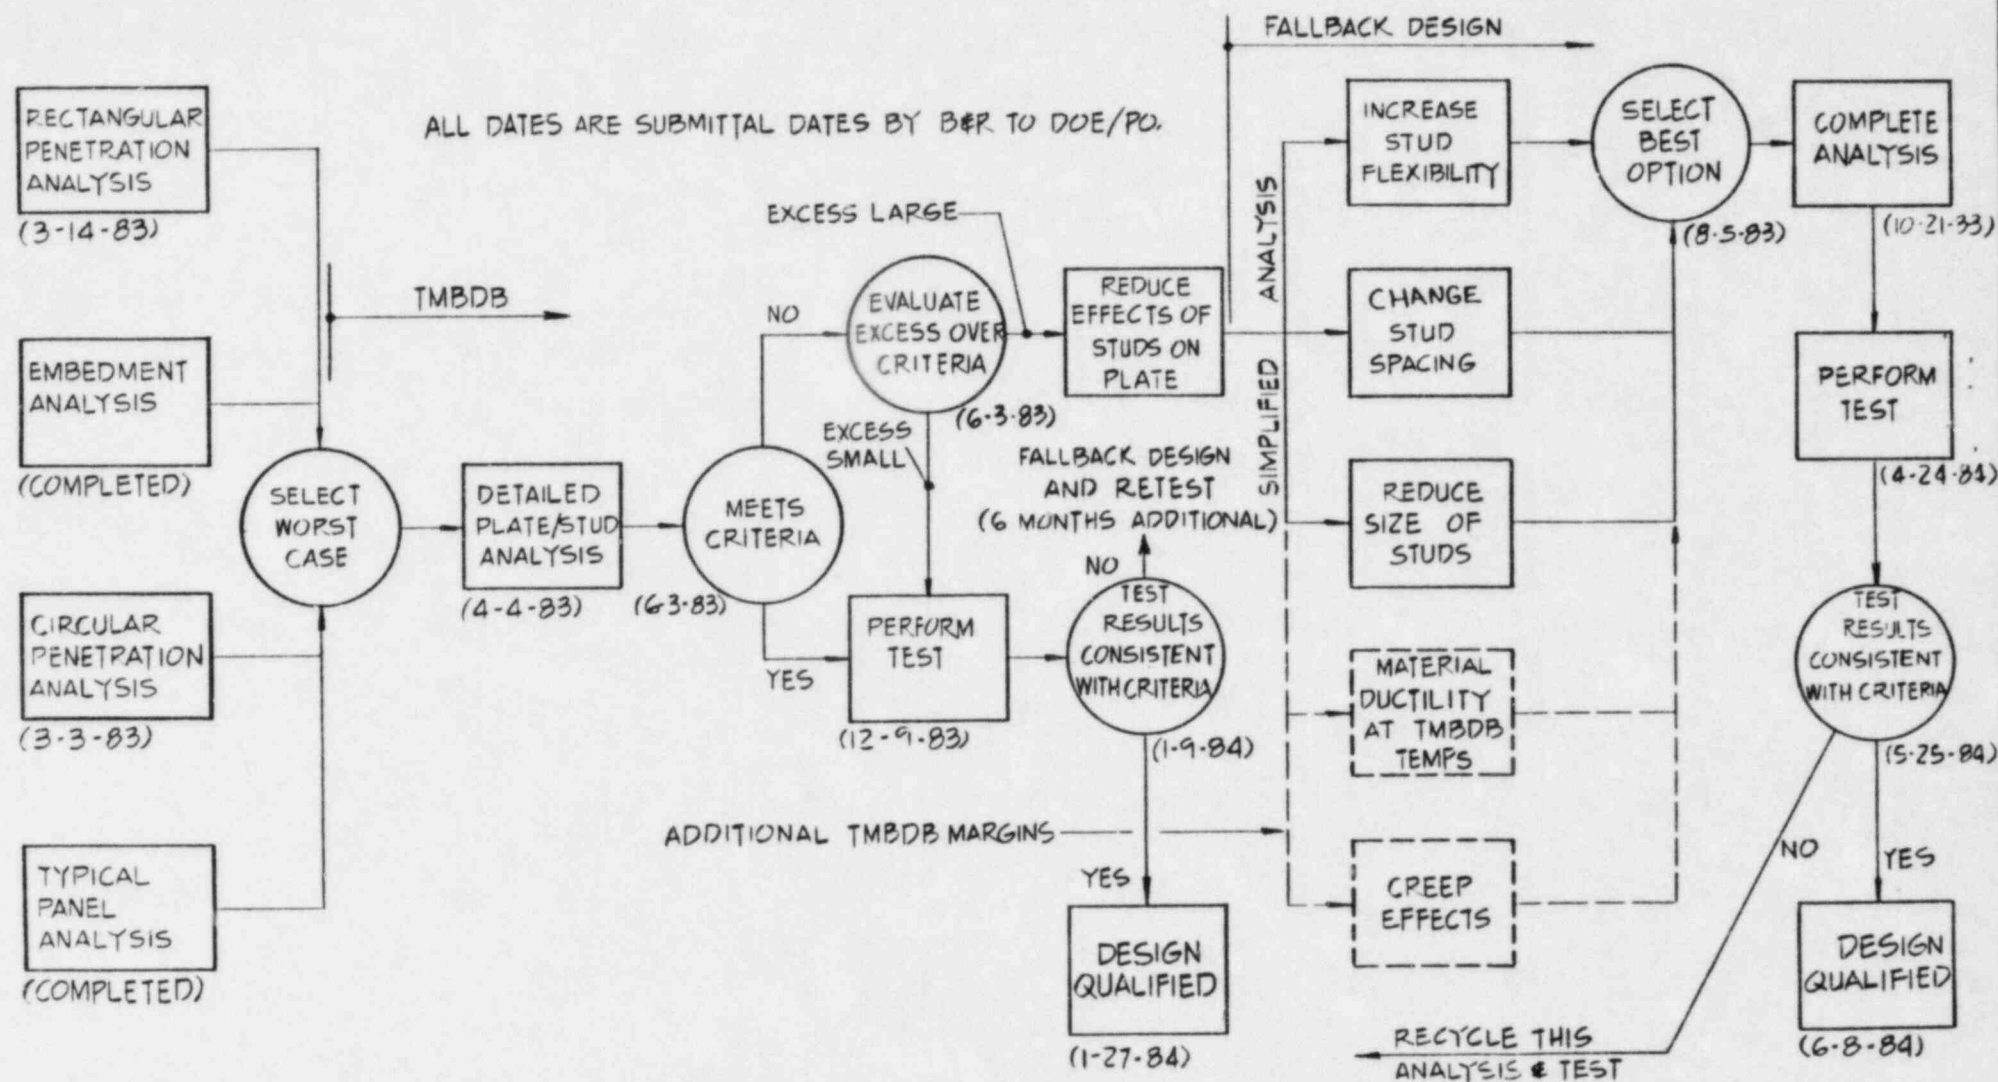 FALLBACK DESIGN
ALL DATES ARE SUBMITTAL DATES BY B&R TO DOE/PO.
RECTANGULAR
PENETRATION
ANALYSIS
(3-14-83)
EMBEDMENT
ANALYSIS
(COMPLETED)
CIRCULAR
PENETRATION
ANALYSIS
(3-3-83)
TYPICAL
PANEL
ANALYSIS
(COMPLETED)
TMBDB
SELECT
WORST
CASE
DETAILED
PLATE/STUD
ANALYSIS
(4-4-83)
MEETS
CRITERIA
(6-3-83)
NO
YES
EVALUATE
EXCESS OVER
CRITERIA
(6-3-83)
EXCESS LARGE
EXCESS
SMALL
REDUCE
EFFECTS OF
STUDS ON
PLATE
PERFORM
TEST
(12-9-83)
FALLBACK DESIGN
AND RETEST
(6 MONTHS ADDITIONAL)
NO
TEST
RESULTS
CONSISTENT
WITH CRITERIA
(1-9-84)
YES
DESIGN
QUALIFIED
(1-27-84)
ADDITIONAL TMBDB MARGINS
SIMPLIFIED ANALYSIS
INCREASE
STUD
FLEXIBILITY
CHANGE
STUD
SPACING
REDUCE
SIZE OF
STUDS
MATERIAL
DUCTILITY
AT TMBDB
TEMPS
CREEP
EFFECTS
SELECT
BEST
OPTION
(8-5-83)
COMPLETE
ANALYSIS
(10-21-33)
PERFORM
TEST
(4-24-84)
TEST
RESULTS
CONSISTENT
WITH CRITERIA
(5-25-84)
NO
YES
DESIGN
QUALIFIED
(6-8-84)
RECYCLE THIS
ANALYSIS & TEST